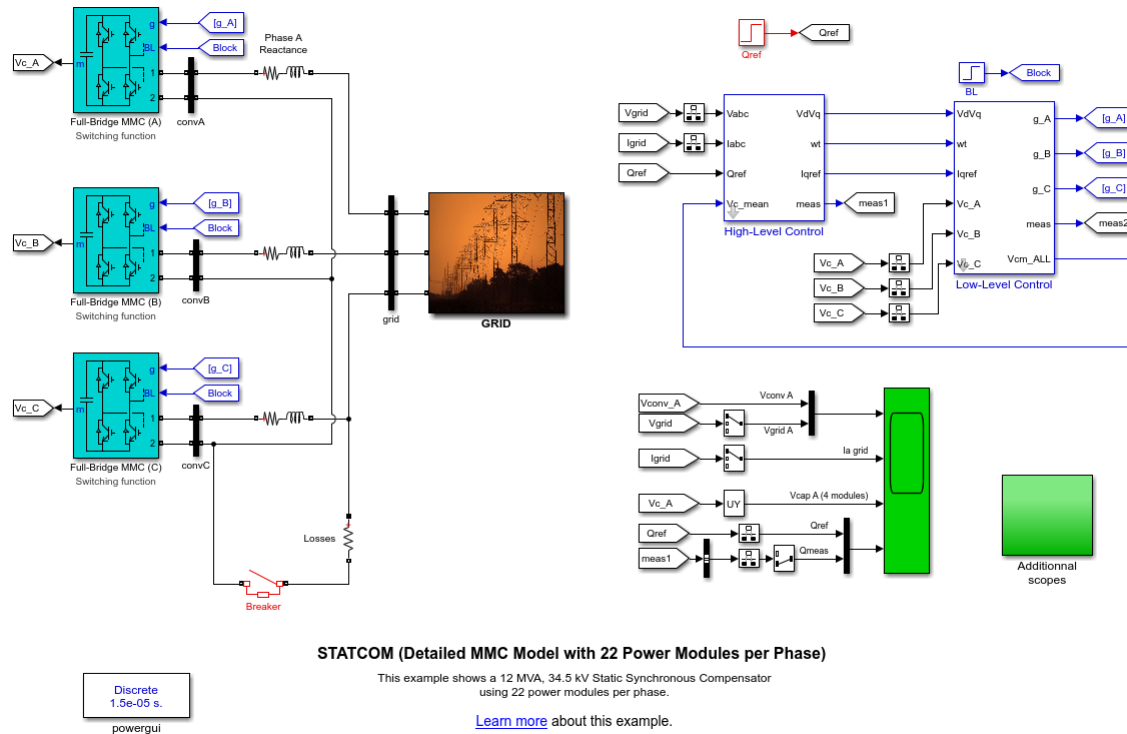 g
[g_A]
BL
Block
Vc_A
m
1
2
convA
Phase A
Reactance
Full-Bridge MMC (A)
Switching function
g
[g_B]
BL
Block
Vc_B
m
1
2
convB
Full-Bridge MMC (B)
Switching function
g
[g_C]
BL
Block
Vc_C
m
1
2
convC
Full-Bridge MMC (C)
Switching function
grid
GRID
Losses
Breaker
Qref
Qref
BL
Block
Vgrid
Igrid
Qref
Vabc
Iabc
Qref
Vc_mean
VdVq
wt
Iqref
meas
meas1
High-Level Control
VdVq
wt
Iqref
Vc_A
Vc_B
Vc_C
g_A
g_B
g_C
meas
Vcm_ALL
[g_A]
[g_B]
[g_C]
meas2
Low-Level Control
Vc_A
Vc_B
Vc_C
Vconv_A
Vconv A
Vgrid
Vgrid A
Igrid
Ia grid
Vc_A
UY
Vcap A (4 modules)
Qref
Qref
meas1
Qmeas
Additionnal
scopes
STATCOM (Detailed MMC Model with 22 Power Modules per Phase)
This example shows a 12 MVA, 34.5 kV Static Synchronous Compensator
using 22 power modules per phase.
Learn more about this example.
Discrete
1.5e-05 s.
powergui